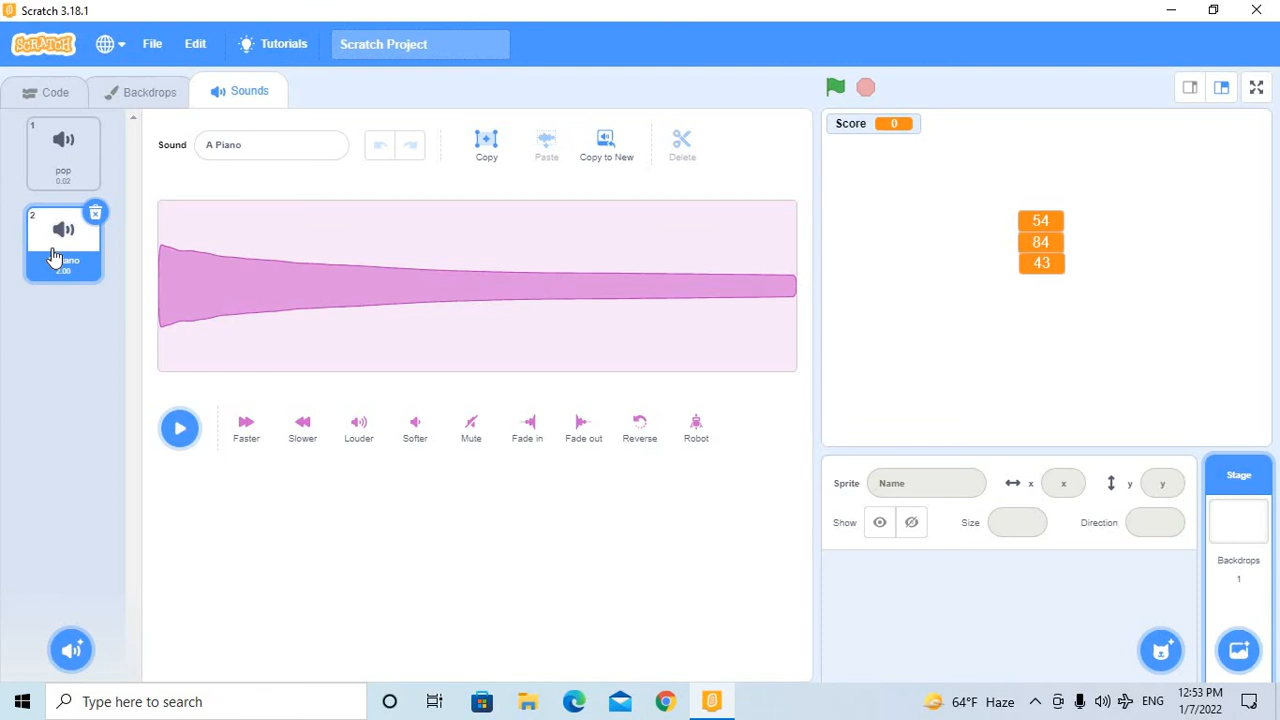 Scratch 3.18.1
SCRATCH
File
Edit
Tutorials
Scratch Project
Code
Backdrops
Sounds
1
pop
0.02
2
2.00
Sound
A Piano
Copy
Paste
Copy to New
Delete
Faster
Slower
Louder
Softer
Mute
Fade in
Fade out
Reverse
Robot
Score 0
54
84
43
Sprite
Name
x
x
y
y
Show
Size
Direction
Stage
Backdrops
1
Type here to search
64°F Haze
ENG
12:53 PM
1/7/2022